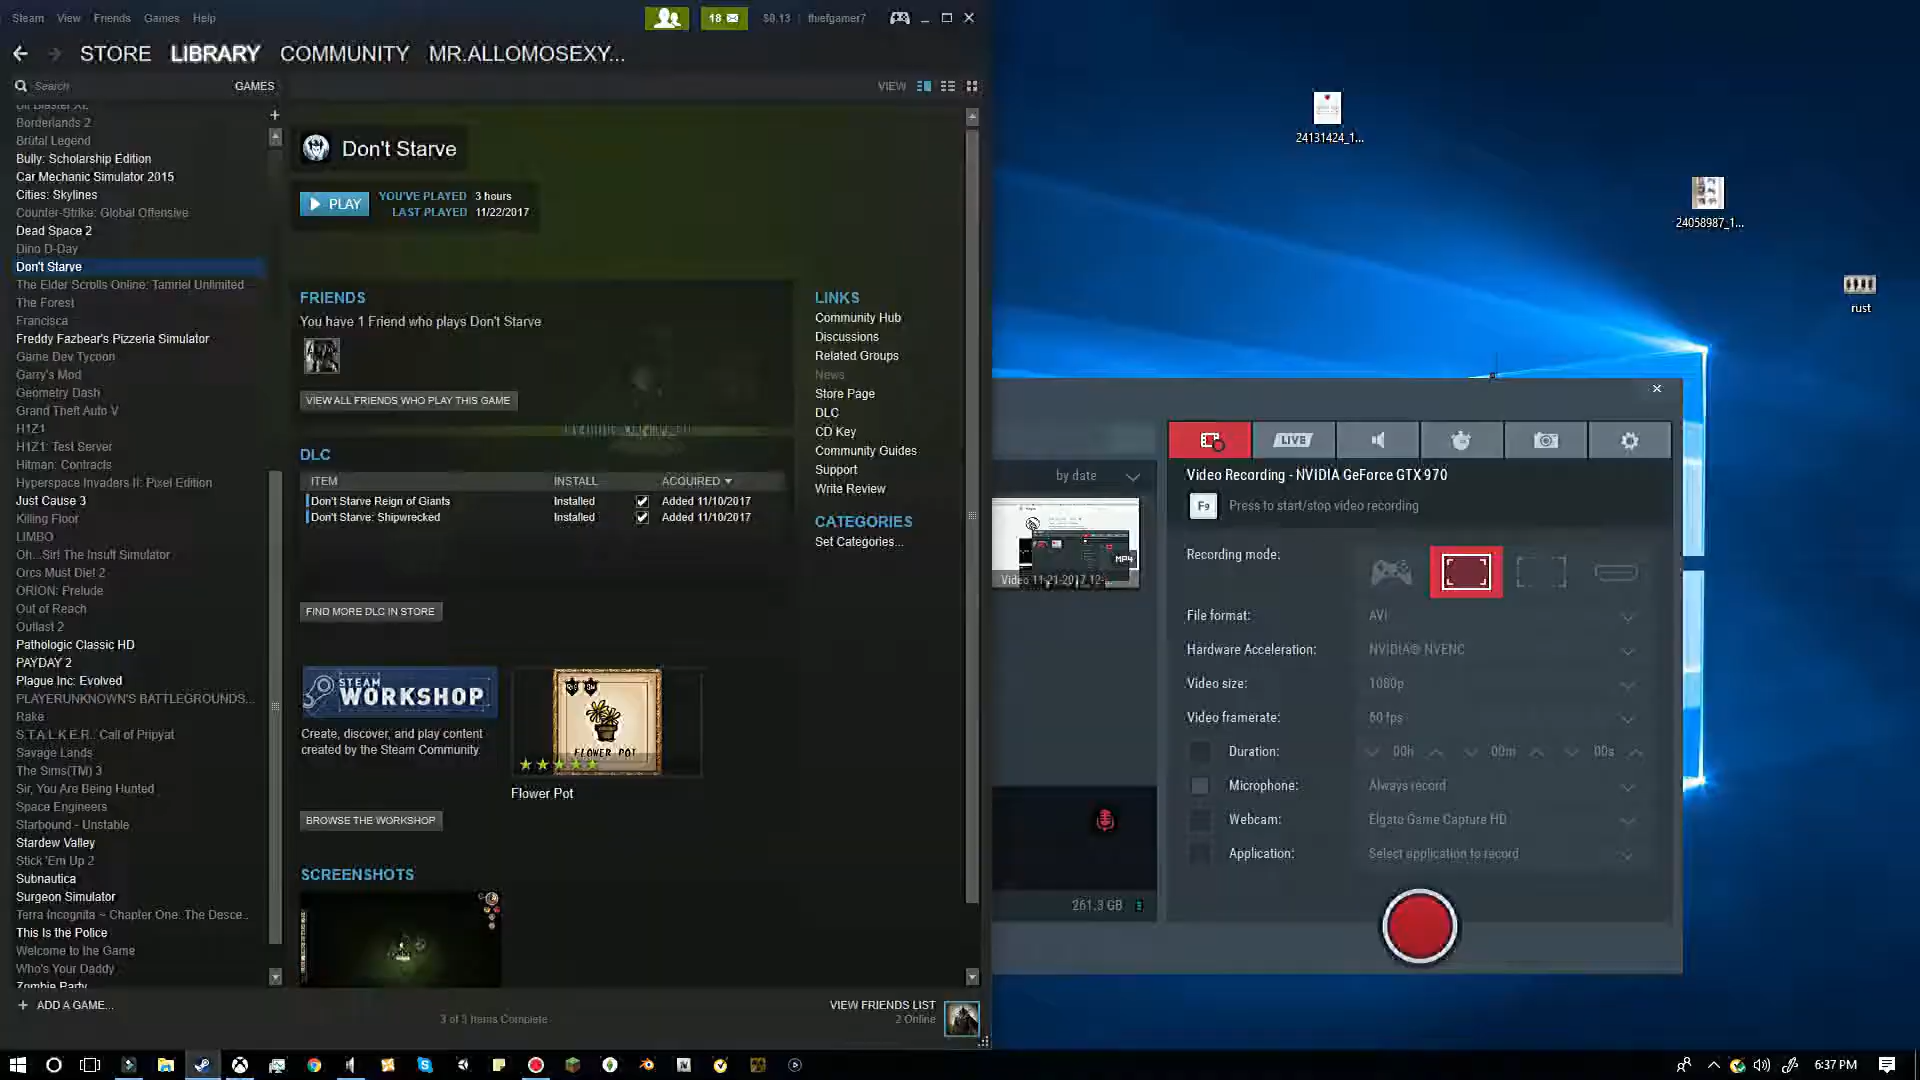 Steam View Friends Games Help
18 $0.13 thiefgamer7
STORE LIBRARY COMMUNITY MR.ALLOMOSEXY...
Search GAMES VIEW
Bit Blaster XL
Borderlands 2
Brütal Legend
Bully: Scholarship Edition
Car Mechanic Simulator 2015
Cities: Skylines
Counter-Strike: Global Offensive
Dead Space 2
Dino D-Day
Don't Starve
The Elder Scrolls Online: Tamriel Unlimited
The Forest
Francisca
Freddy Fazbear's Pizzeria Simulator
Game Dev Tycoon
Garry's Mod
Geometry Dash
Grand Theft Auto V
H1Z1
H1Z1: Test Server
Hitman: Contracts
Hyperspace Invaders II: Pixel Edition
Just Cause 3
Killing Floor
LIMBO
Oh...Sir! The Insult Simulator
Orcs Must Die! 2
ORION: Prelude
Out of Reach
Outlast 2
Pathologic Classic HD
PAYDAY 2
Plague Inc: Evolved
PLAYERUNKNOWN'S BATTLEGROUNDS...
Rake
S.T.A.L.K.E.R.: Call of Pripyat
Savage Lands
The Sims(TM) 3
Sir, You Are Being Hunted
Space Engineers
Starbound - Unstable
Stardew Valley
Stick 'Em Up 2
Subnautica
Surgeon Simulator
Terra Incognita ~ Chapter One: The Desce...
This Is the Police
Welcome to the Game
Who's Your Daddy
Zombie Party
+ ADD A GAME...
Don't Starve
PLAY
YOU'VE PLAYED 3 hours
LAST PLAYED 11/22/2017
FRIENDS
You have 1 Friend who plays Don't Starve
VIEW ALL FRIENDS WHO PLAY THIS GAME
DLC
ITEM INSTALL ACQUIRED
Don't Starve Reign of Giants Installed Added 11/10/2017
Don't Starve: Shipwrecked Installed Added 11/10/2017
FIND MORE DLC IN STORE
STEAM
WORKSHOP
Create, discover, and play content
created by the Steam Community.
BROWSE THE WORKSHOP
FLOWER POT
Flower Pot
SCREENSHOTS
LINKS
Community Hub
Discussions
Related Groups
News
Store Page
DLC
CD Key
Community Guides
Support
Write Review
CATEGORIES
Set Categories...
3 of 3 Items Complete
VIEW FRIENDS LIST
2 Online
24131424_1...
24058987_1...
rust
by date
MP4
Video 11-21-2017 12-...
261.3 GB
LIVE
Video Recording - NVIDIA GeForce GTX 970
F9 Press to start/stop video recording
Recording mode:
File format: AVI
Hardware Acceleration: NVIDIA® NVENC
Video size: 1080p
Video framerate: 60 fps
Duration: 00h 00m 00s
Microphone: Always record
Webcam: Elgato Game Capture HD
Application: Select application to record
6:37 PM